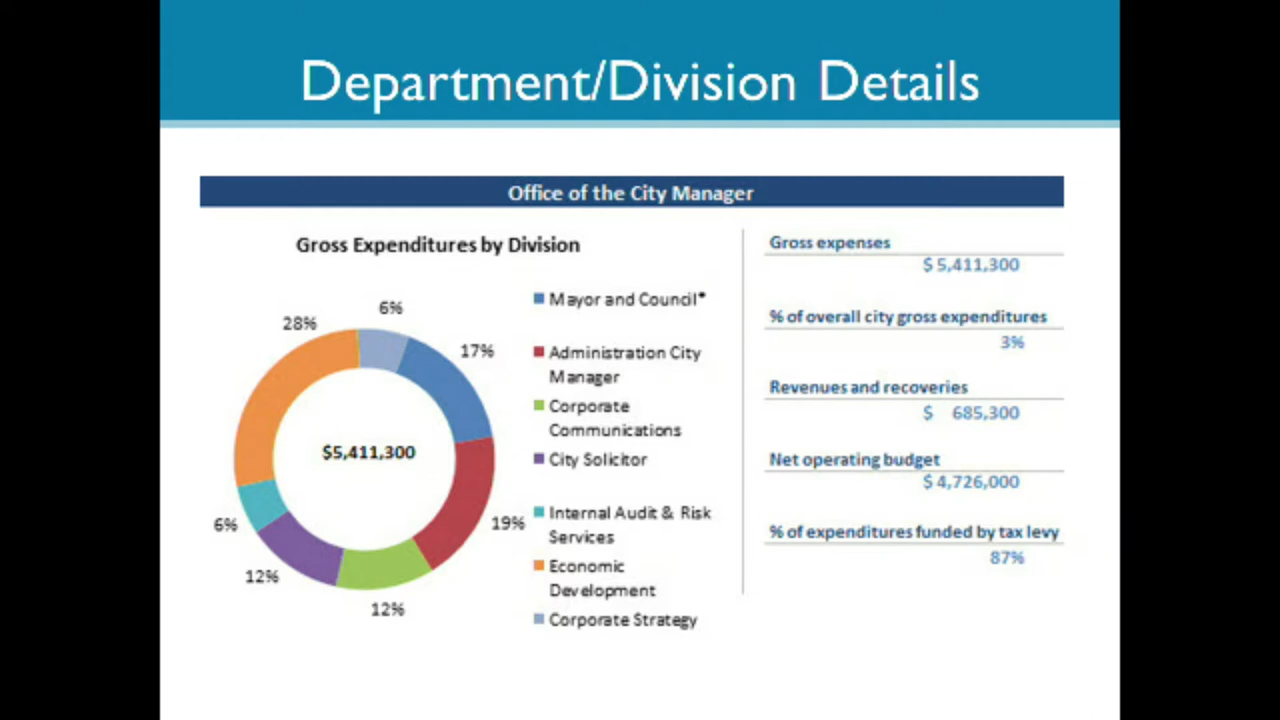 Department/Division Details
Office of the City Manager
Gross Expenditures by Division
6%
28%
17%
$5,411,300
19%
6%
12%
12%
Mayor and Council*
Administration City
Manager
Corporate
Communications
City Solicitor
Internal Audit & Risk
Services
Economic
Development
Corporate Strategy
Gross expenses
$ 5,411,300
% of overall city gross expenditures
3%
Revenues and recoveries
$ 685,300
Net operating budget
$ 4,726,000
% of expenditures funded by tax levy
87%